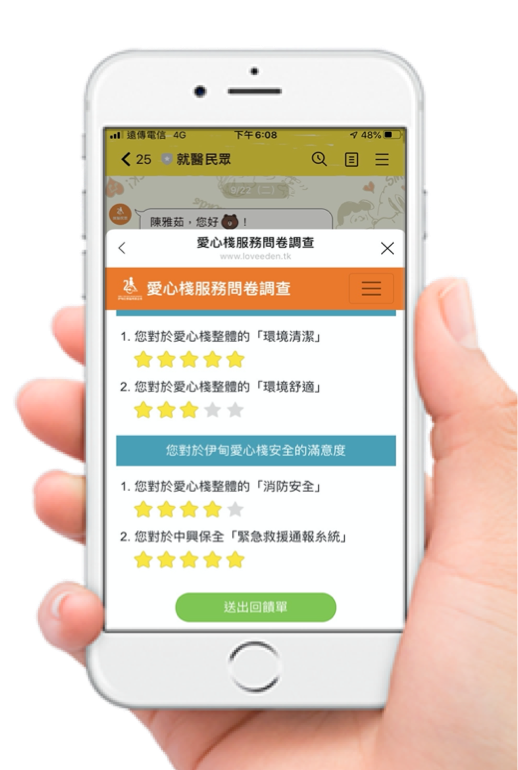 遠傳電信 4G 下午6:08 48%
25 就醫民眾
9/22（二）
陳雅茹，您好！
愛心棧服務問卷調查
www.loveeden.tk
愛心棧服務問卷調查
1. 您對於愛心棧整體的「環境清潔」
2. 您對於愛心棧整體的「環境舒適」
您對於伊甸愛心棧安全的滿意度
1. 您對於愛心棧整體的「消防安全」
2. 您對於中興保全「緊急救援通報系統」
送出回饋單